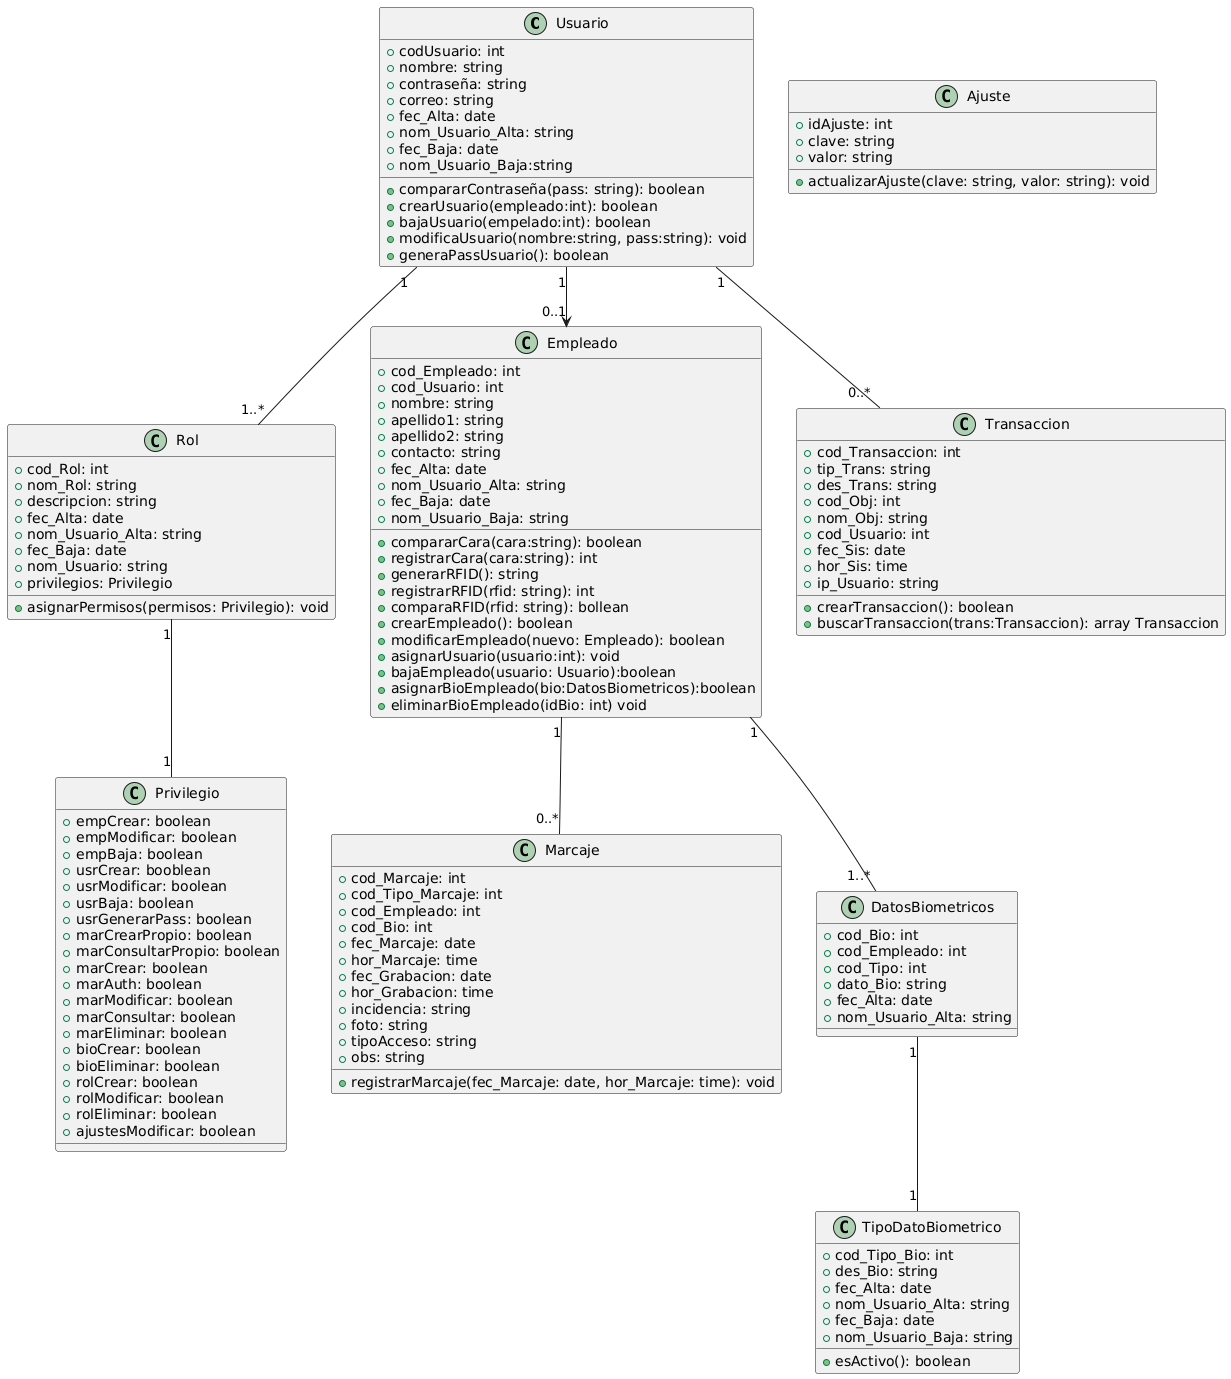 C Usuario
codUsuario: int
nombre: string
contraseña: string
correo: string
fec_Alta: date
nom_Usuario_Alta: string
fec_Baja: date
nom_Usuario_Baja:string
compararContraseña(pass: string): boolean
crearUsuario(empleado:int): boolean
bajaUsuario(empelado:int): boolean
modificaUsuario(nombre:string, pass:string): void
generaPassUsuario(): boolean
C Ajuste
idAjuste: int
clave: string
valor: string
actualizarAjuste(clave: string, valor: string): void
1
1
1
1..*
0..1
0..*
C Rol
cod_Rol: int
nom_Rol: string
descripcion: string
fec_Alta: date
nom_Usuario_Alta: string
fec_Baja: date
nom_Usuario: string
privilegios: Privilegio
asignarPermisos(permisos: Privilegio): void
C Empleado
cod_Empleado: int
cod_Usuario: int
nombre: string
apellido1: string
apellido2: string
contacto: string
fec_Alta: date
nom_Usuario_Alta: string
fec_Baja: date
nom_Usuario_Baja: string
compararCara(cara:string): boolean
registrarCara(cara:string): int
generarRFID(): string
registrarRFID(rfid: string): int
comparaRFID(rfid: string): bollean
crearEmpleado(): boolean
modificarEmpleado(nuevo: Empleado): boolean
asignarUsuario(usuario:int): void
bajaEmpleado(usuario: Usuario):boolean
asignarBioEmpleado(bio:DatosBiometricos):boolean
eliminarBioEmpleado(idBio: int) void
C Transaccion
cod_Transaccion: int
tip_Trans: string
des_Trans: string
cod_Obj: int
nom_Obj: string
cod_Usuario: int
fec_Sis: date
hor_Sis: time
ip_Usuario: string
crearTransaccion(): boolean
buscarTransaccion(trans:Transaccion): array Transaccion
1
1
1
1
0..*
1..*
C Privilegio
empCrear: boolean
empModificar: boolean
empBaja: boolean
usrCrear: booblean
usrModificar: boolean
usrBaja: boolean
usrGenerarPass: boolean
marCrearPropio: boolean
marConsultarPropio: boolean
marCrear: boolean
marAuth: boolean
marModificar: boolean
marConsultar: boolean
marEliminar: boolean
bioCrear: boolean
bioEliminar: boolean
rolCrear: boolean
rolModificar: boolean
rolEliminar: boolean
ajustesModificar: boolean
C Marcaje
cod_Marcaje: int
cod_Tipo_Marcaje: int
cod_Empleado: int
cod_Bio: int
fec_Marcaje: date
hor_Marcaje: time
fec_Grabacion: date
hor_Grabacion: time
incidencia: string
foto: string
tipoAcceso: string
obs: string
registrarMarcaje(fec_Marcaje: date, hor_Marcaje: time): void
C DatosBiometricos
cod_Bio: int
cod_Empleado: int
cod_Tipo: int
dato_Bio: string
fec_Alta: date
nom_Usuario_Alta: string
1
1
C TipoDatoBiometrico
cod_Tipo_Bio: int
des_Bio: string
fec_Alta: date
nom_Usuario_Alta: string
fec_Baja: date
nom_Usuario_Baja: string
esActivo(): boolean